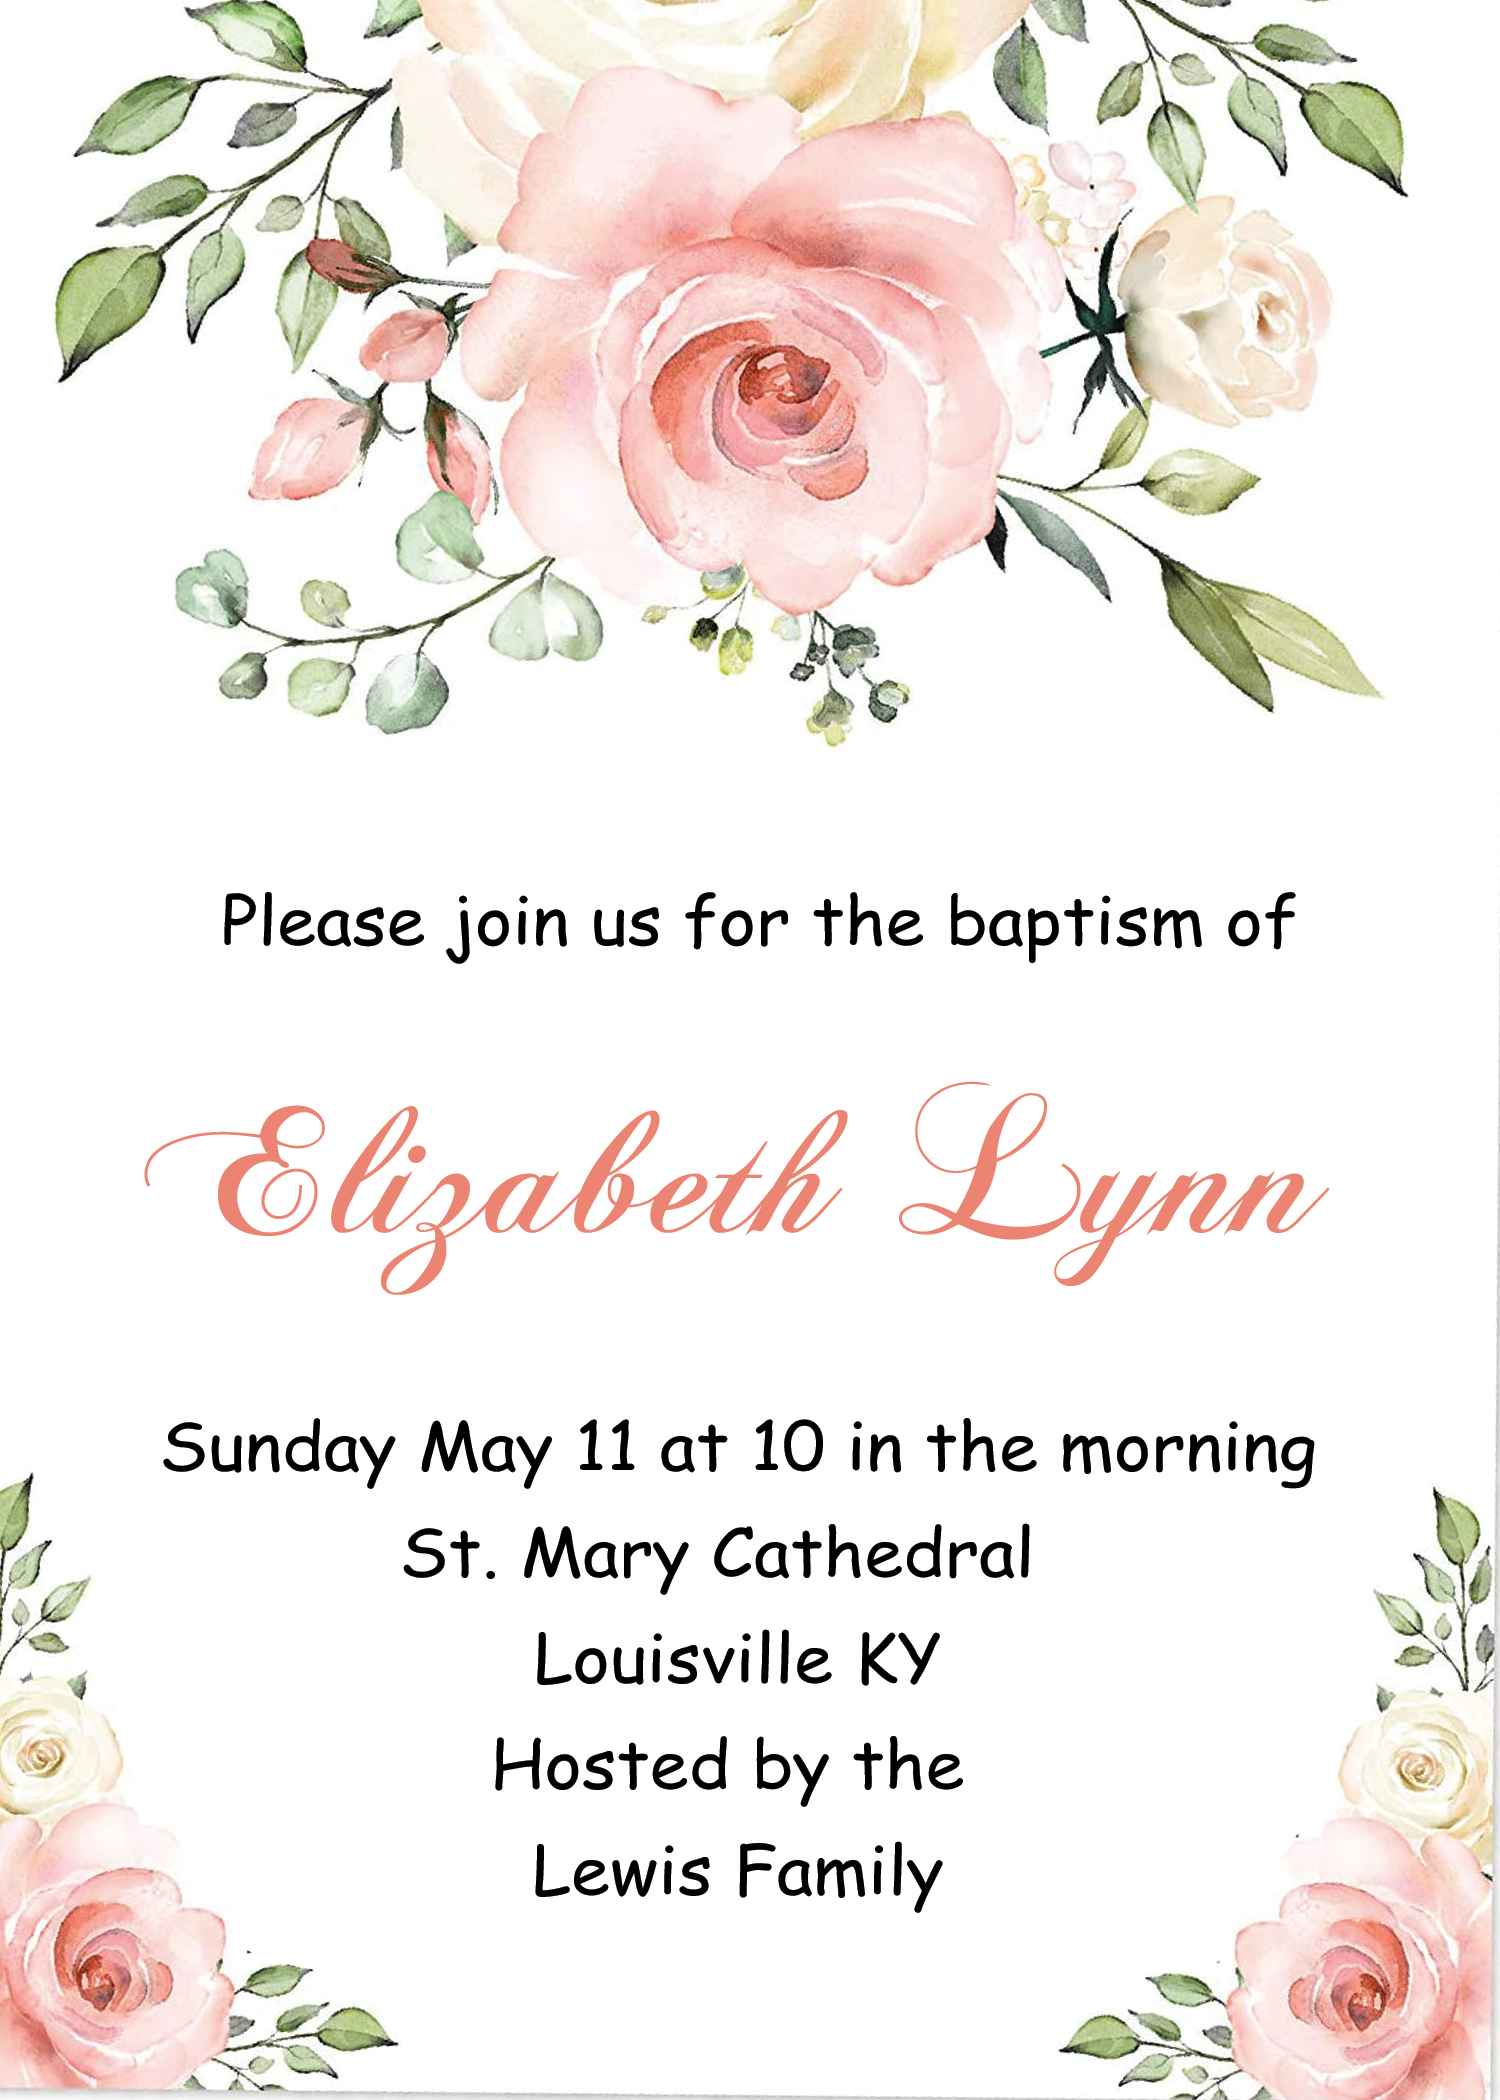 Please join us for the baptism of
Elizabeth Lynn
Sunday May 11 at 10 in the morning
St. Mary Cathedral
Louisville KY
Hosted by the
Lewis Family